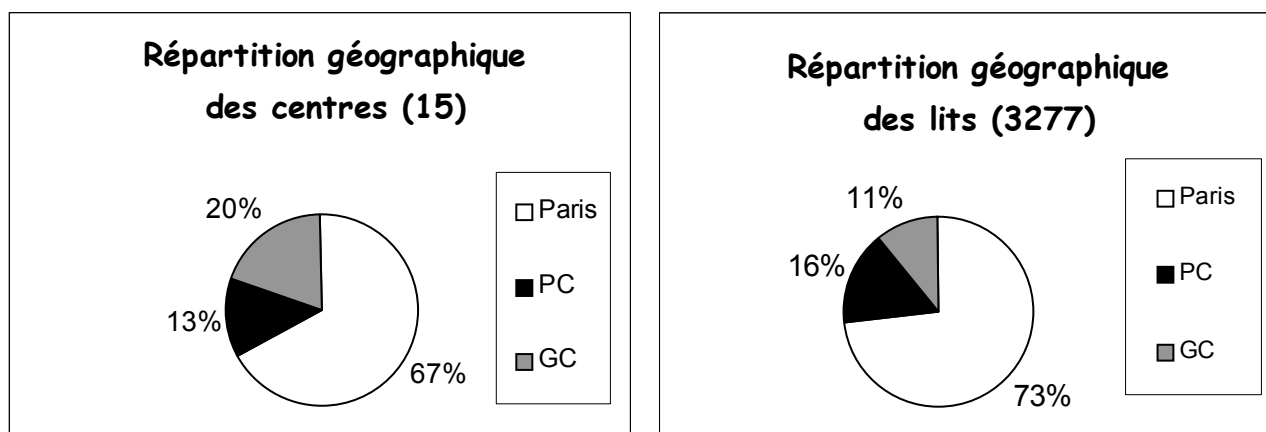 Répartition géographique
des centres (15)
20%
13%
67%
Paris
PC
GC
Répartition géographique
des lits (3277)
11%
16%
73%
Paris
PC
GC